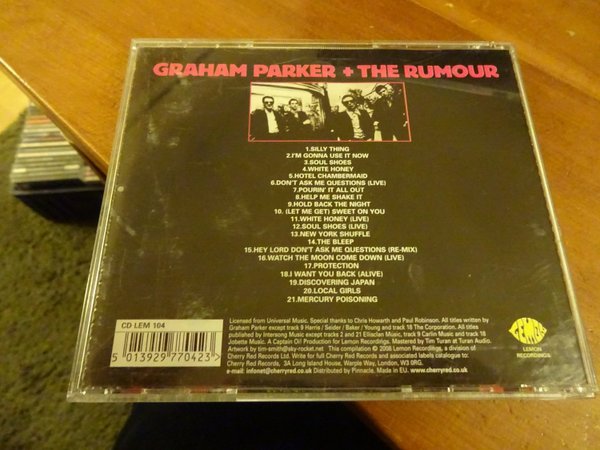 GRAHAM PARKER + THE RUMOUR
1.SILLY THING
2.I'M GONNA USE IT NOW
3.SOUL SHOES
4.WHITE HONEY
5.HOTEL CHAMBERMAID
6.DON'T ASK ME QUESTIONS (LIVE)
7.POURIN' IT ALL OUT
8.HELP ME SHAKE IT
9.HOLD BACK THE NIGHT
10. (LET ME GET) SWEET ON YOU
11.WHITE HONEY (LIVE)
12.SOUL SHOES (LIVE)
13.NEW YORK SHUFFLE
14.THE BLEEP
15.HEY LORD DON'T ASK ME QUESTIONS (RE-MIX)
16.WATCH THE MOON COME DOWN (LIVE)
17.PROTECTION
18.I WANT YOU BACK (ALIVE)
19.DISCOVERING JAPAN
20.LOCAL GIRLS
21.MERCURY POISONING
CD LEM 104
5 013929 770423
Licensed from Universal Music. Special thanks to Chris Howarth and Paul Robinson. All titles written by
Graham Parker except track 9 Harris / Seider / Baker / Young and track 18 The Corporation. All titles
published by Intersong Music except tracks 2 and 21 Ellisclan Music, track 9 Carlin Music and track 18
Jobette Music. A Captain Oi! Production for Lemon Recordings. Mastered by Tim Turan at Turan Audio.
Artwork by tim-smith@sky-rocket.net This compilation © 2008 Lemon Recordings, a division of
Cherry Red Records Ltd. Write for full Cherry Red Records and associated labels catalogue to:
Cherry Red Records, 3A Long Island House, Warple Way, London, W3 0RG.
e-mail: infonet@cherryred.co.uk Distributed by Pinnacle. Made in EU. www.cherryred.co.uk
LEMON
RECORDINGS